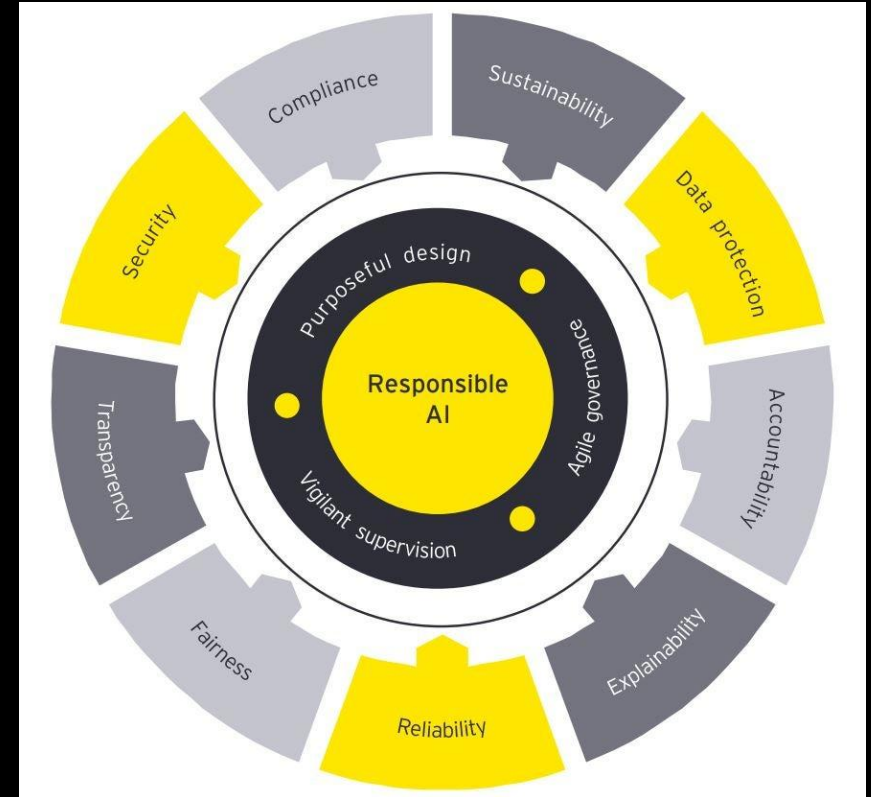 Compliance
Sustainability
Security
Data protection
Purposeful design
Agile governance
Responsible
AI
Transparency
Accountability
Vigilant supervision
Fairness
Explainability
Reliability